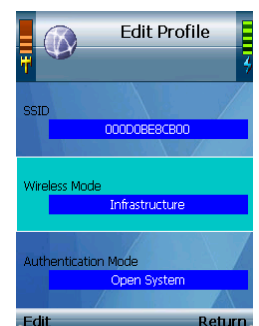 Edit Profile
SSID
000D0BE8CB00
Wireless Mode
Infrastructure
Authentication Mode
Open System
Edit Return